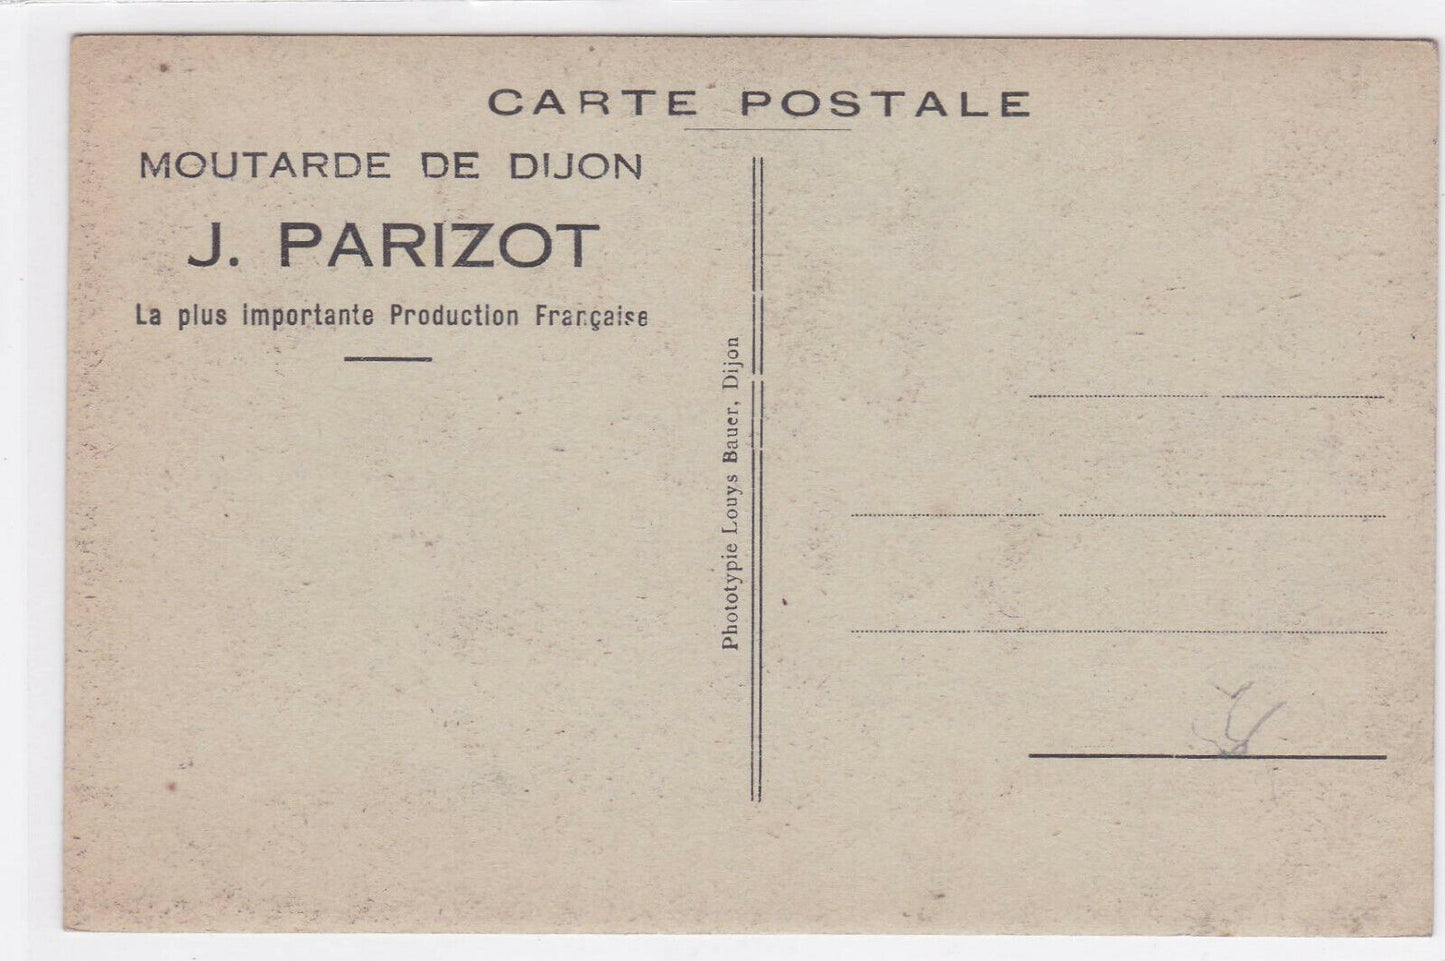 CARTE POSTALE
MOUTARDE DE DIJON
J. PARIZOT
La plus importante Production Française
Phototypie Louys Bauer, Dijon